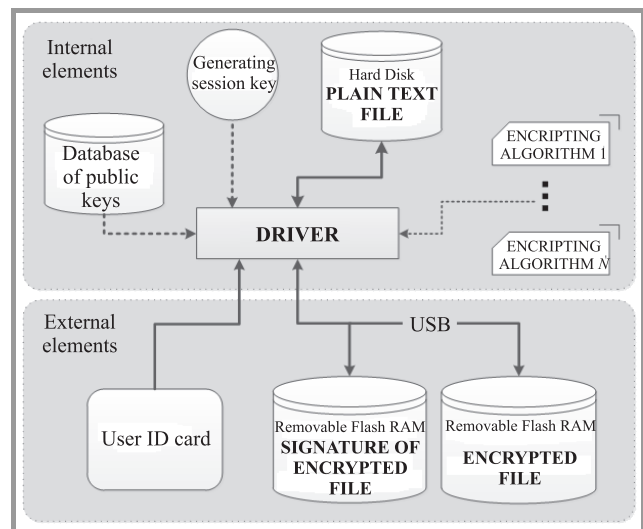 Internal
elements
Generating
session key
Hard Disk
PLAIN TEXT
FILE
Database
of public
keys
ENCRIPTING
ALGORITHM 1
DRIVER
ENCRIPTING
ALGORITHM N
External
elements
USB
User ID card
Removable Flash RAM
SIGNATURE OF
ENCRYPTED
FILE
Removable Flash RAM
ENCRYPTED
FILE